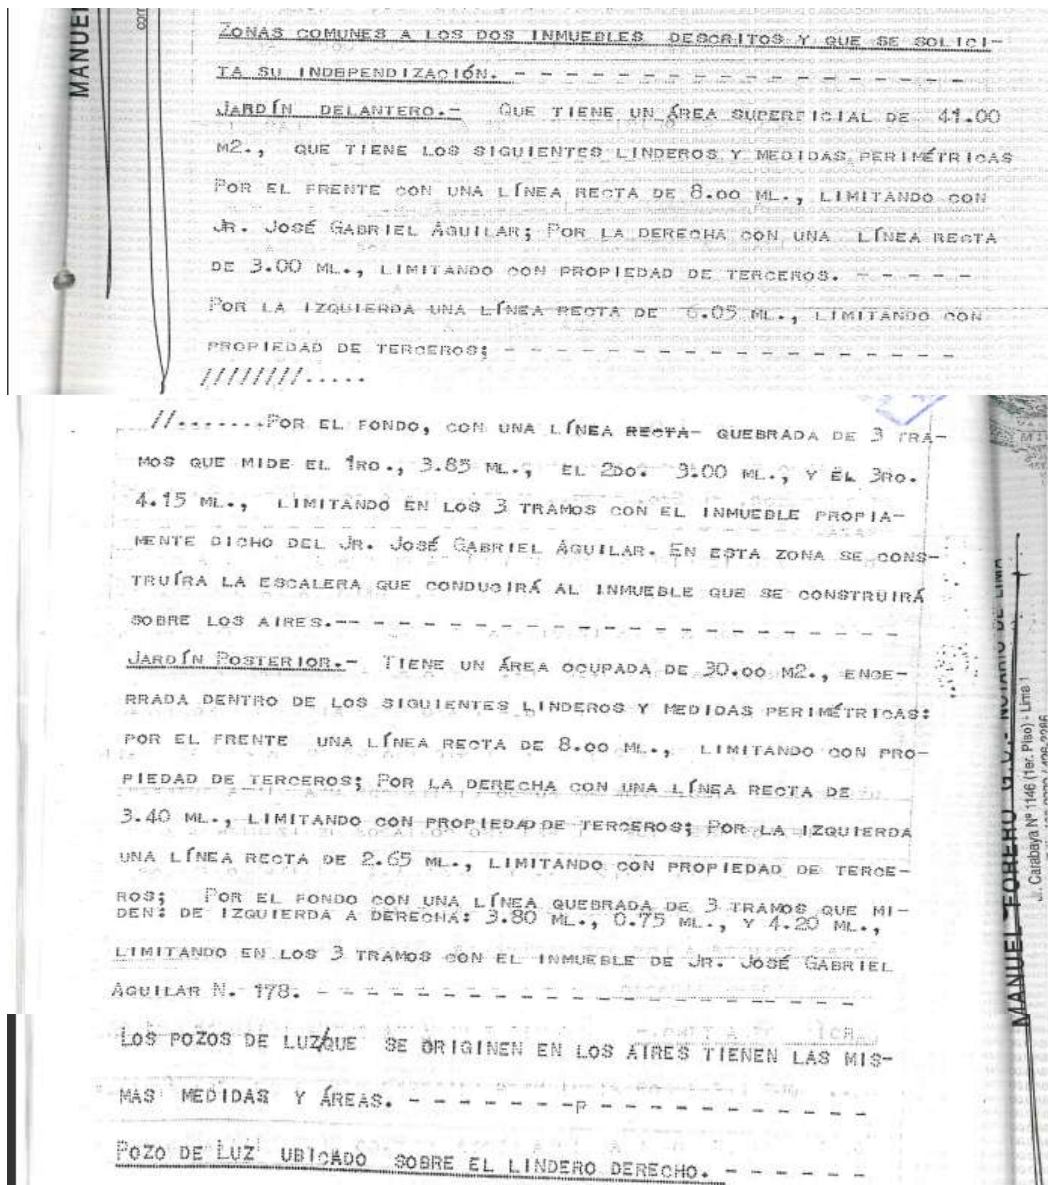 MANUEL
ZONAS COMUNES A LOS DOS INMUEBLES DESCRITOS Y QUE SE SOLICI-
TA SU INDEPENDIZACIÓN. - - - - - - - - - - - - - - - - - -
JARDÍN DELANTERO.- QUE TIENE UN ÁREA SUPERFICIAL DE 41.00
M2., QUE TIENE LOS SIGUIENTES LINDEROS Y MEDIDAS PERIMÉTRICAS
POR EL FRENTE CON UNA LÍNEA RECTA DE 8.00 ML., LIMITANDO CON
JR. JOSÉ GABRIEL AGUILAR; POR LA DERECHA CON UNA LÍNEA RECTA
DE 3.00 ML., LIMITANDO CON PROPIEDAD DE TERCEROS. - - - - -
POR LA IZQUIERDA UNA LÍNEA RECTA DE 6.05 ML., LIMITANDO CON
PROPIEDAD DE TERCEROS; - - - - - - - - - - - - - - - - - -
////////.....
//.......POR EL FONDO, CON UNA LÍNEA RECTA- QUEBRADA DE 3 TRA-
MOS QUE MIDE EL 1RO., 3.85 ML., EL 2DO. 3.00 ML., Y EL 3RO.
4.15 ML., LIMITANDO EN LOS 3 TRAMOS CON EL INMUEBLE PROPIA-
MENTE DICHO DEL JR. JOSÉ GABRIEL AGUILAR. EN ESTA ZONA SE CONS-
TRUÍRA LA ESCALERA QUE CONDUCIRÁ AL INMUEBLE QUE SE CONSTRUIRÁ
SOBRE LOS AIRES.-- - - - - - - - - - - - - - - - - - - - -
JARDÍN POSTERIOR.- TIENE UN ÁREA OCUPADA DE 30.00 M2., ENCE-
RRADA DENTRO DE LOS SIGUIENTES LINDEROS Y MEDIDAS PERIMÉTRICAS:
POR EL FRENTE UNA LÍNEA RECTA DE 8.00 ML., LIMITANDO CON PRO-
PIEDAD DE TERCEROS; POR LA DERECHA CON UNA LÍNEA RECTA DE
3.40 ML., LIMITANDO CON PROPIEDAD DE TERCEROS; POR LA IZQUIERDA
UNA LÍNEA RECTA DE 2.65 ML., LIMITANDO CON PROPIEDAD DE TERCE-
ROS; POR EL FONDO CON UNA LÍNEA QUEBRADA DE 3 TRAMOS QUE MI-
DEN: DE IZQUIERDA A DERECHA: 3.80 ML., 0.75 ML., Y 4.20 ML.,
LIMITANDO EN LOS 3 TRAMOS CON EL INMUEBLE DE JR. JOSÉ GABRIEL
AGUILAR N. 178. - - - - - - - - - - - - - - - - - - - - -
LOS POZOS DE LUZ/QUE SE ORIGINEN EN LOS AIRES TIENEN LAS MIS-
MAS MEDIDAS Y ÁREAS. - - - - - - -P- - - - - - - - - - -
POZO DE LUZ UBICADO SOBRE EL LINDERO DERECHO. - - - - - -
MANUEL FORERO G.C.- NOTARIO DE LIMA
Jr. Carabaya Nº 1146 (1er. Piso) - Lima 1